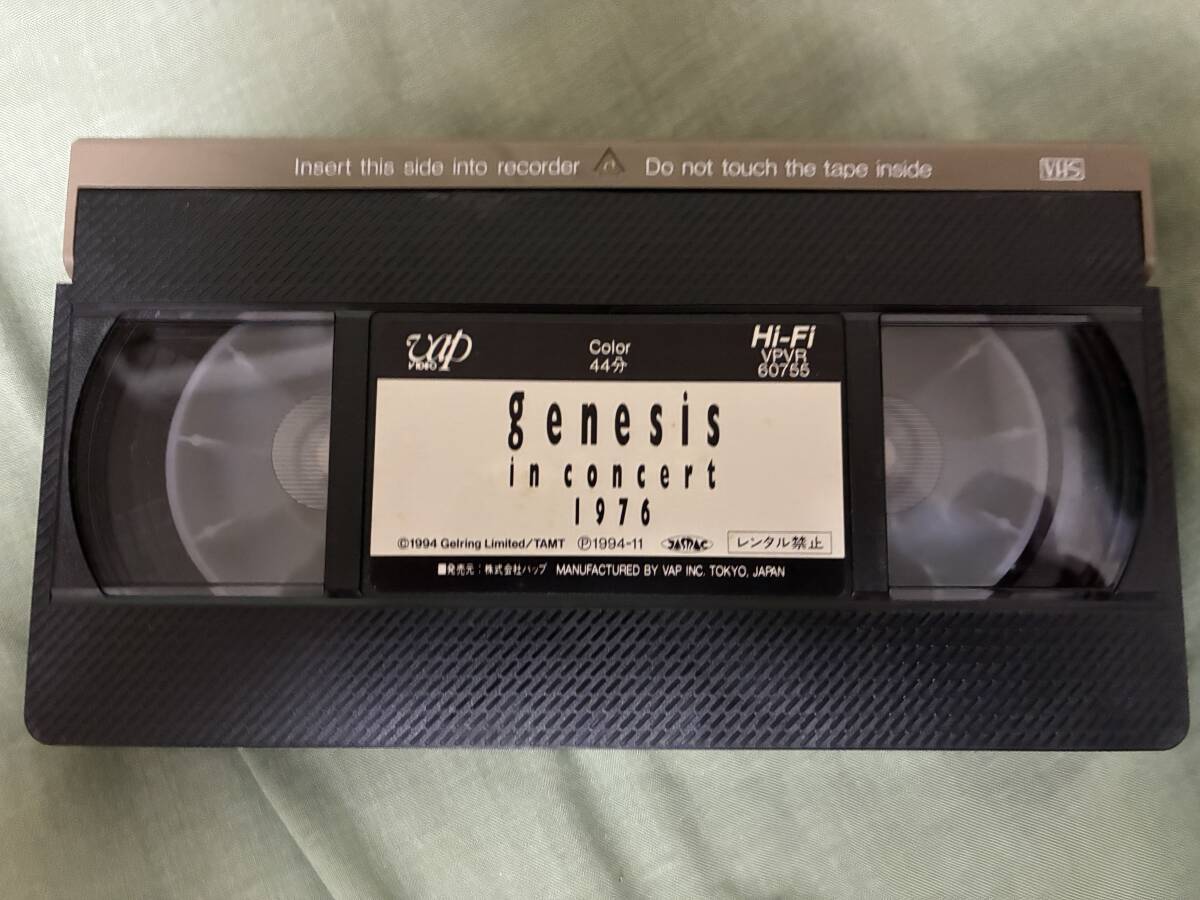 Insert this side into recorder Do not touch the tape inside VHS
vap VIDEO
Color
44分
Hi-Fi
VPVR
60755
genesis
in concert
1976
©1994 Gelring Limited/TAMT ℗1994-11 JASRAC レンタル禁止
■発売元：株式会社バップ MANUFACTURED BY VAP INC. TOKYO, JAPAN